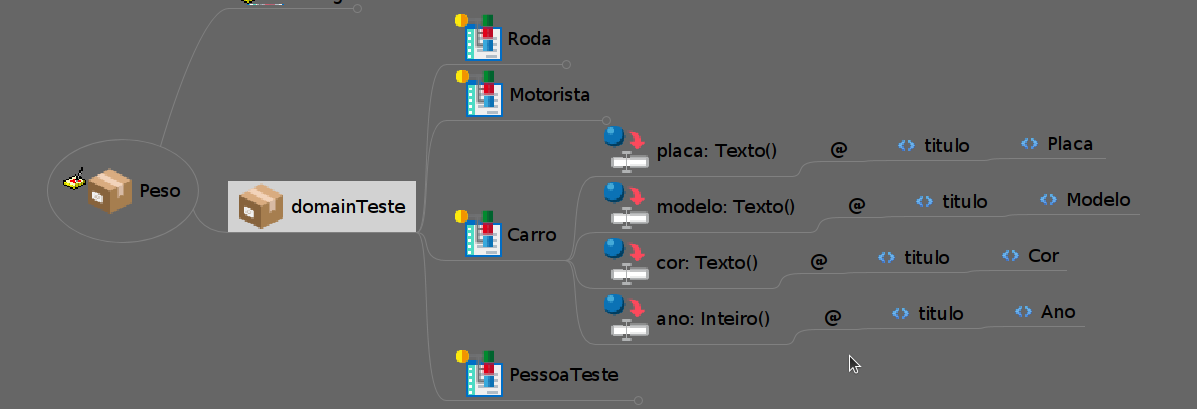 Roda
Motorista
placa: Texto() @ <> titulo <> Placa
Peso
domainTeste
modelo: Texto() @ <> titulo <> Modelo
Carro
cor: Texto() @ <> titulo <> Cor
ano: Inteiro() @ <> titulo <> Ano
PessoaTeste